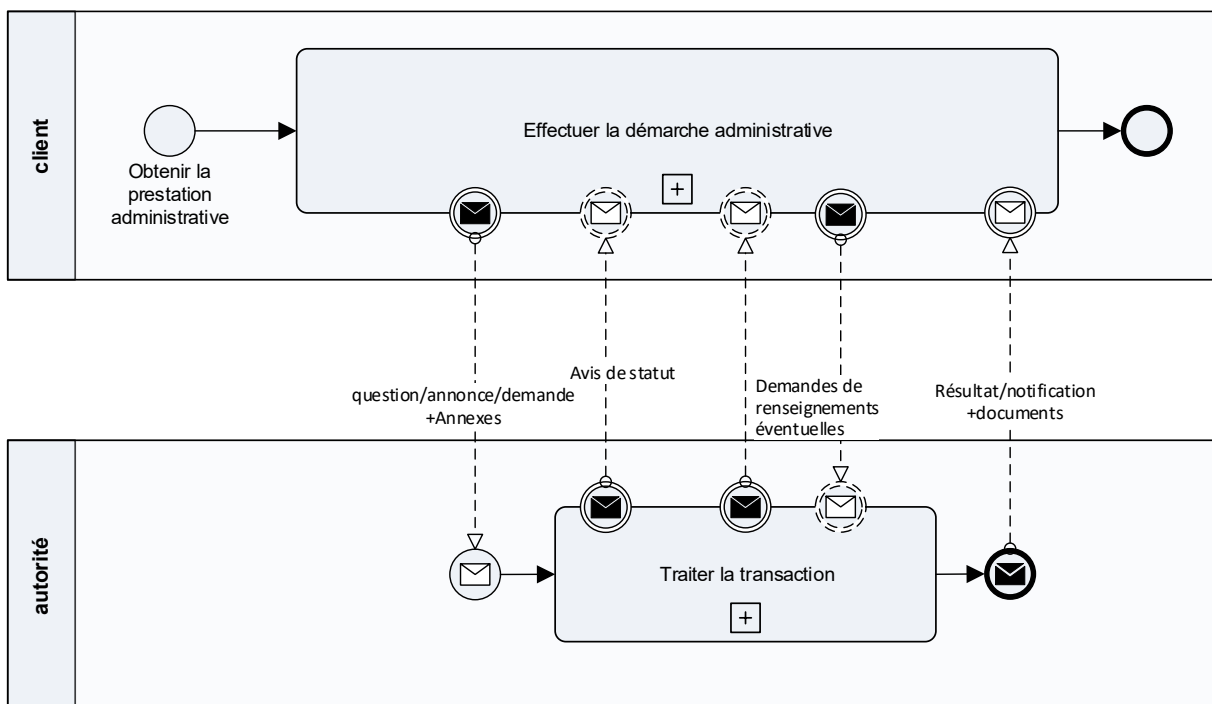 client
Effectuer la démarche administrative
Obtenir la
prestation
administrative
question/annonce/demande
+Annexes
Avis de statut
Demandes de
renseignements
éventuelles
Résultat/notification
+documents
autorité
Traiter la transaction